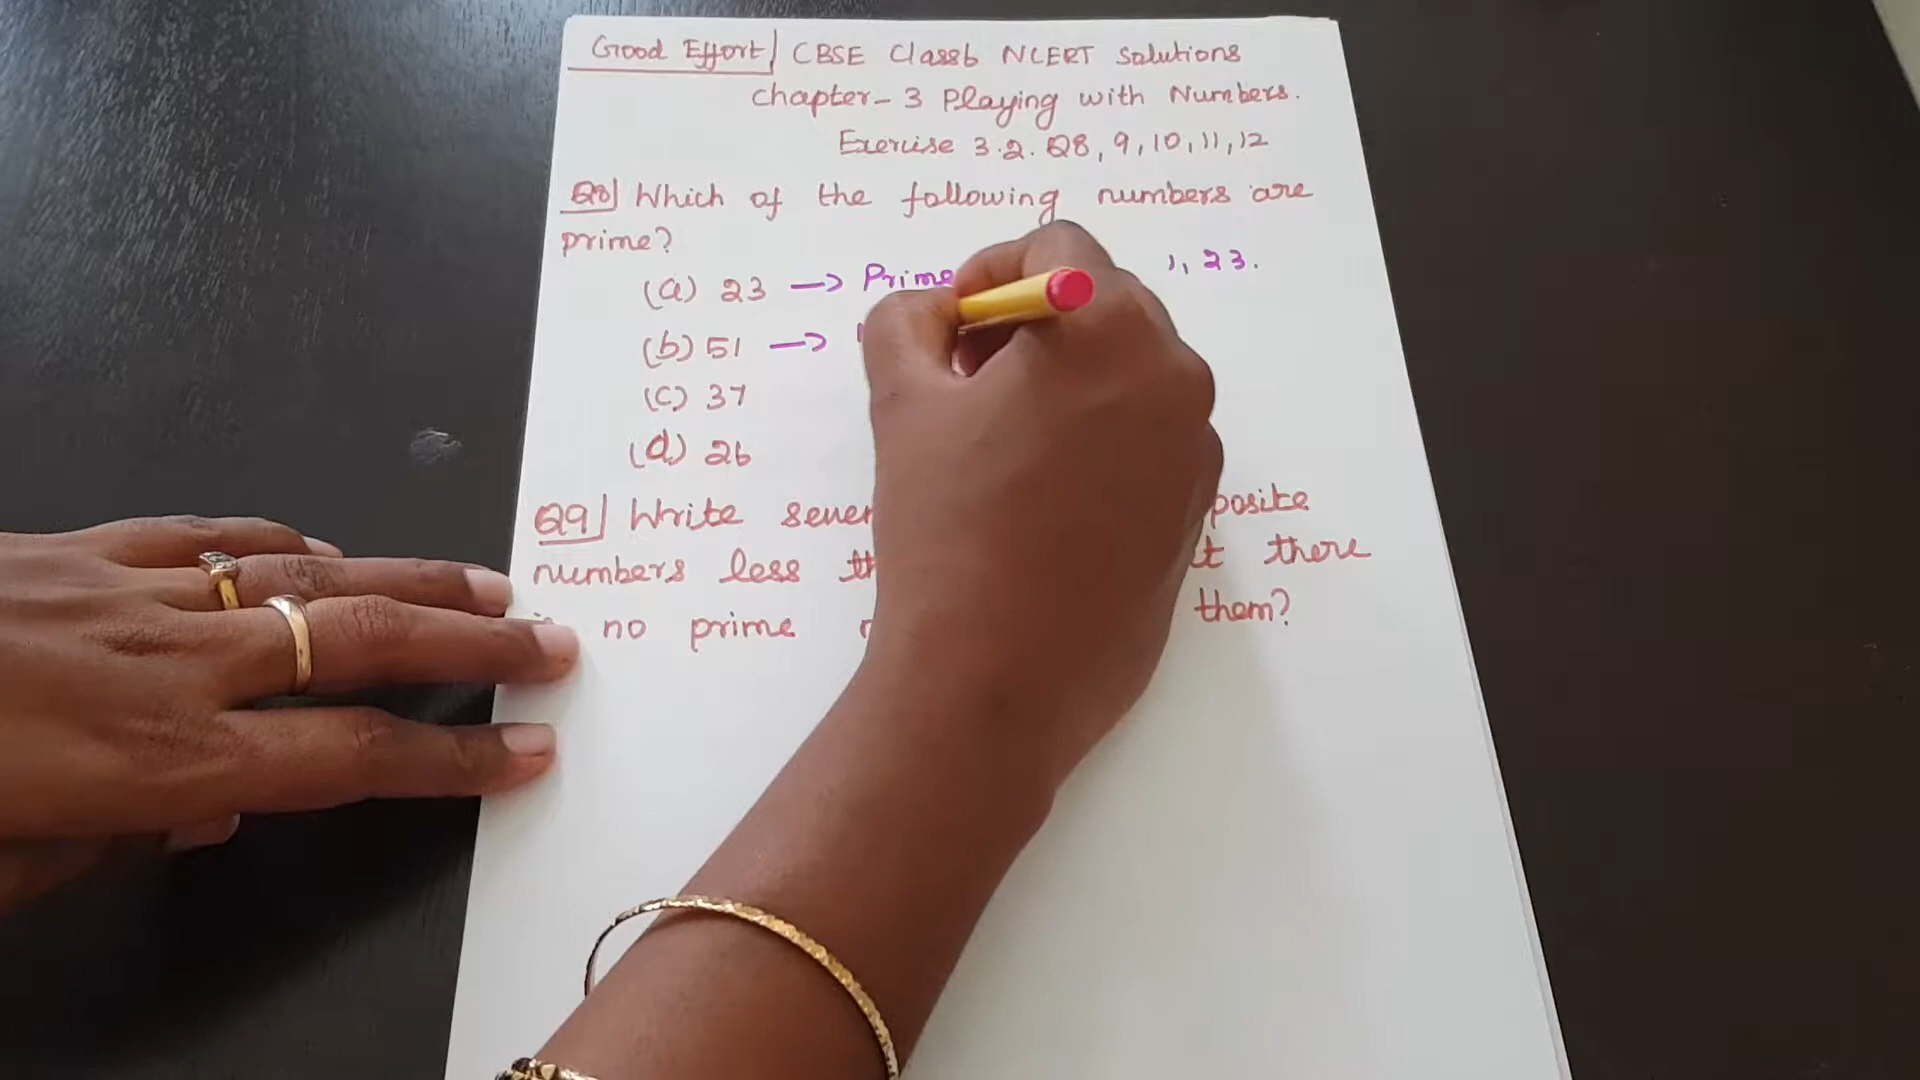 Good Effort CBSE Class6 NCERT Solutions
Chapter-3 Playing with Numbers.
Exercise 3.2. Q8, 9, 10, 11, 12
Q8 Which of the following numbers are
prime?
(a) 23 → Prime 1, 23.
(b) 51 →
(c) 37
(d) 26
Q9 Write posite
numbers less there
no prime them?